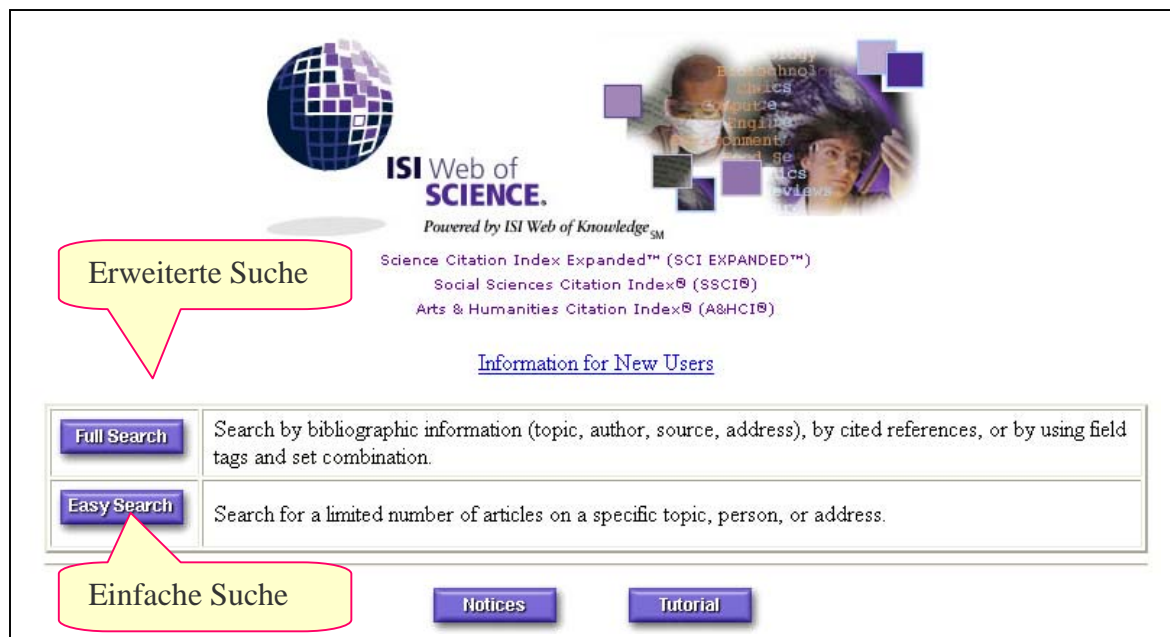 ISI Web of
SCIENCE.
Powered by ISI Web of Knowledge SM
Erweiterte Suche
Science Citation Index Expanded™ (SCI EXPANDED™)
Social Sciences Citation Index® (SSCI®)
Arts & Humanities Citation Index® (A&HCI®)
Information for New Users
Full Search
Search by bibliographic information (topic, author, source, address), by cited references, or by using field
tags and set combination.
Easy Search
Search for a limited number of articles on a specific topic, person, or address.
Einfache Suche
Notices
Tutorial